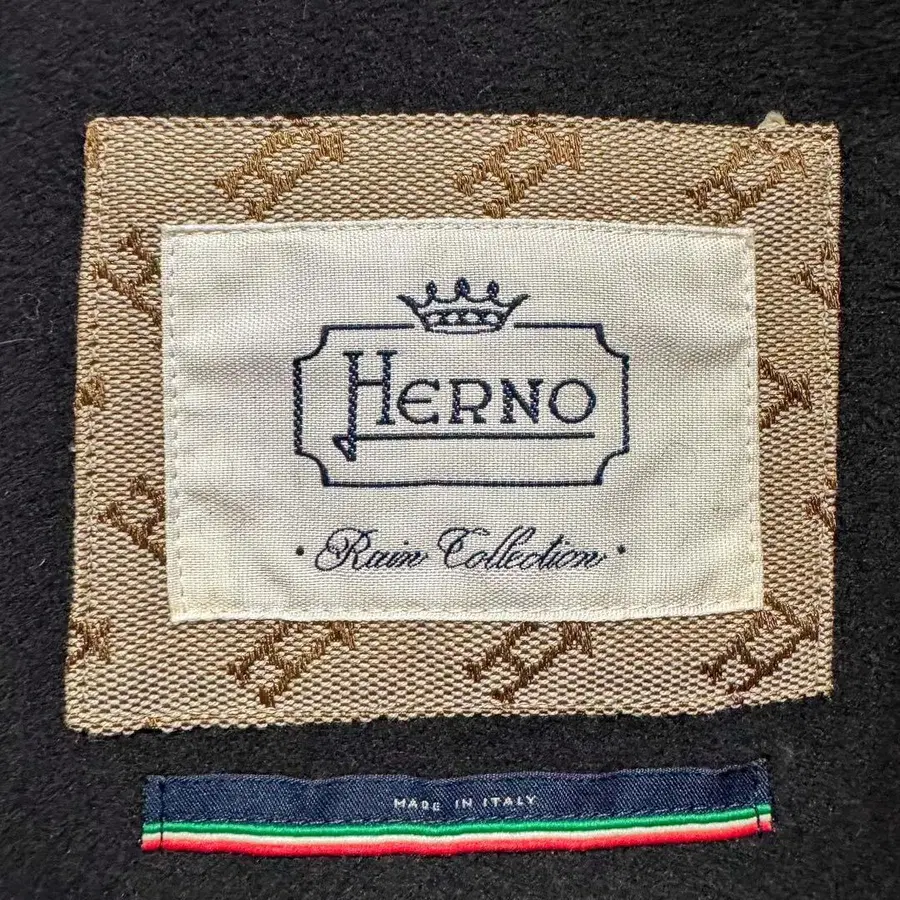 HERNO
· Rain Collection ·
MADE IN ITALY